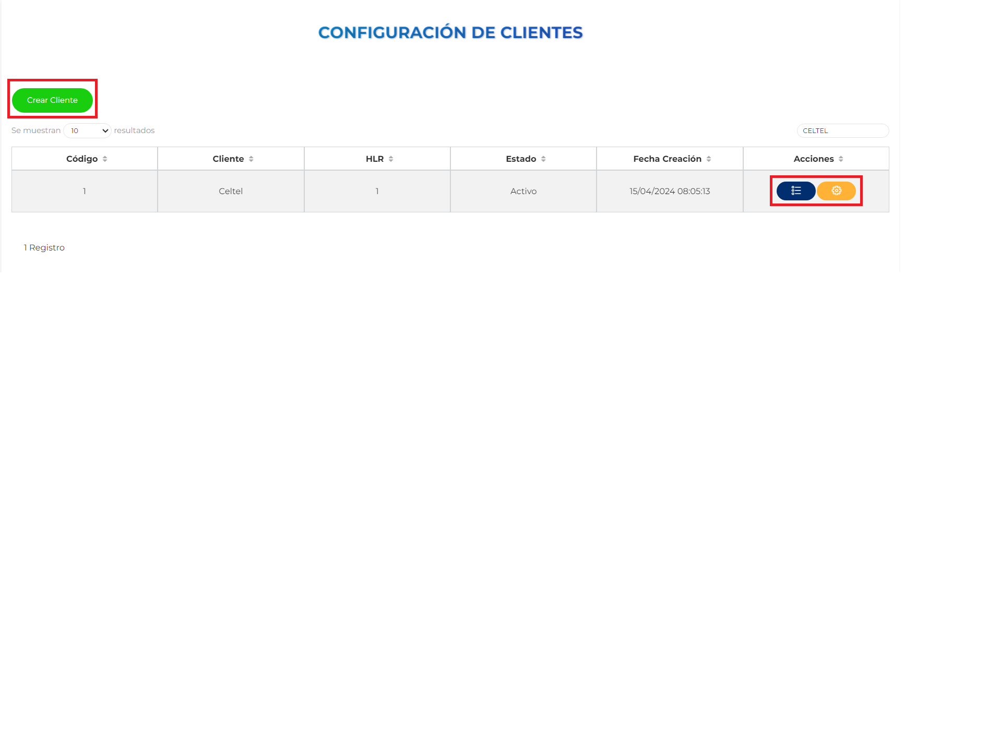 CONFIGURACIÓN DE CLIENTES
Crear Cliente
Se muestran 10 resultados
CELTEL
Código Cliente HLR Estado Fecha Creación Acciones
1 Celtel 1 Activo 15/04/2024 08:05:13
1 Registro